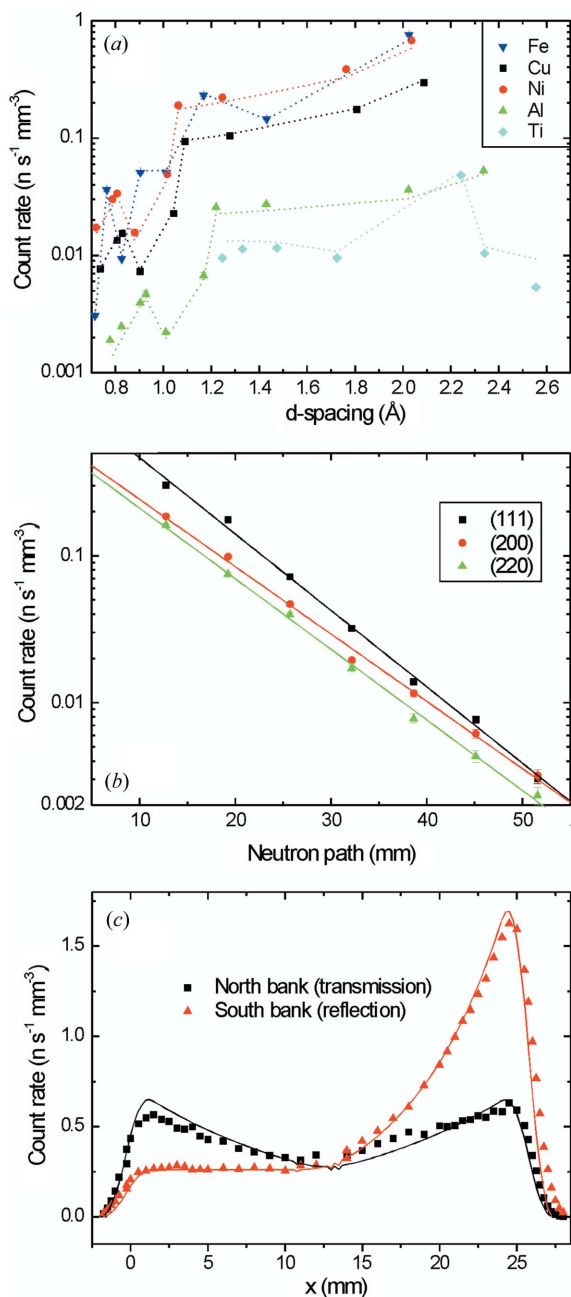 (a)
Fe
Cu
Ni
Al
Ti
1
0.1
0.01
0.001
Count rate (n s⁻¹ mm⁻³)
0.8 1.0 1.2 1.4 1.6 1.8 2.0 2.2 2.4 2.6
d-spacing (Å)
(111)
(200)
(220)
0.1
0.01
0.002
Count rate (n s⁻¹ mm⁻³)
(b)
10 20 30 40 50
Neutron path (mm)
(c)
North bank (transmission)
South bank (reflection)
1.5
1.0
0.5
0.0
Count rate (n s⁻¹ mm⁻³)
0 5 10 15 20 25
x (mm)